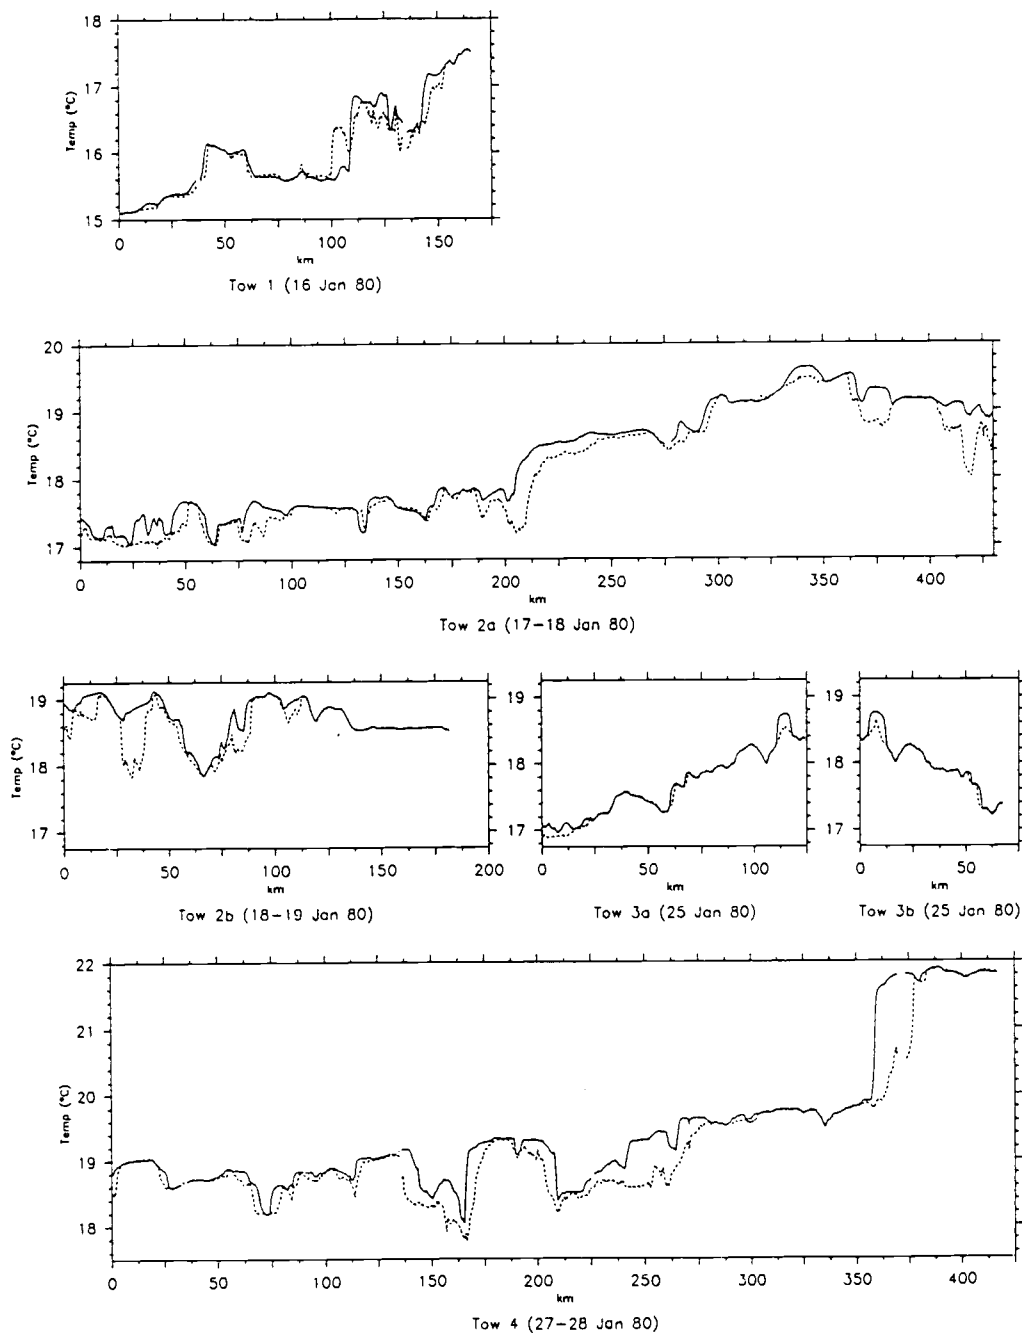 18
17
16
15
Temp (°C)
0 50 100 150
km
Tow 1 (16 Jan 80)
20
19
18
17
Temp (°C)
0 50 100 150 200 250 300 350 400
km
Tow 2a (17-18 Jan 80)
19
18
17
Temp (°C)
0 50 100 150 200
km
Tow 2b (18-19 Jan 80)
19
18
17
0 50 100
km
Tow 3a (25 Jan 80)
19
18
17
0 50
km
Tow 3b (25 Jan 80)
22
21
20
19
18
Temp (°C)
0 50 100 150 200 250 300 350 400
km
Tow 4 (27-28 Jan 80)